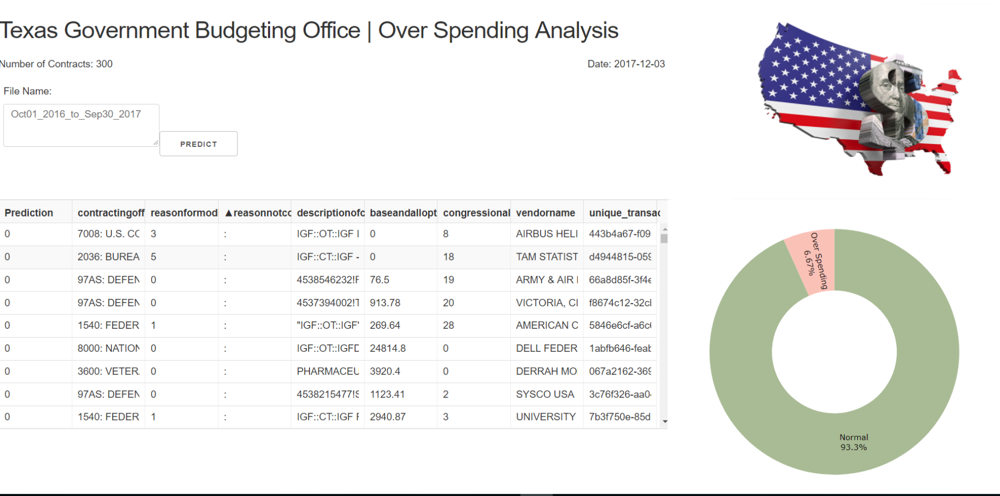 Texas Government Budgeting Office | Over Spending Analysis
Number of Contracts: 300
Date: 2017-12-03
File Name:
Oct01_2016_to_Sep30_2017
PREDICT
Prediction contractingoff reasonformod ▲reasonnotco descriptionofc baseandallopt congressional vendorname unique_transac
0 7008: U.S. CC 3 : IGF::OT::IGF 0 8 AIRBUS HELI 443b4a67-f09
0 2036: BUREA 5 : IGF::CT::IGF - 0 18 TAM STATIST d4944815-059
0 97AS: DEFEN 0 : 4538546232! 76.5 19 ARMY & AIR 66a8d85f-3f4e
0 97AS: DEFEN 0 : 4537394002! 913.78 20 VICTORIA, f8674c12-32c
0 1540: FEDER 1 : "IGF::OT::IGF" 269.64 28 AMERICAN 5846e6cf-a6c
0 8000: NATION 0 : IGF::OT::IGF 24814.8 0 DELL FEDER 1abfb646-feab
0 3600: VETER 0 : PHARMACEU 3920.4 0 DERRAH MO 067a2162-369
0 97AS: DEFEN 0 : 4538215477! 1123.41 2 SYSCO USA 3c76f326-aa0
0 1540: FEDER 1 : IGF::CT::IGF 2940.87 3 UNIVERSITY 7b3f750e-85d
Over Spending
6.67%
Normal
93.3%